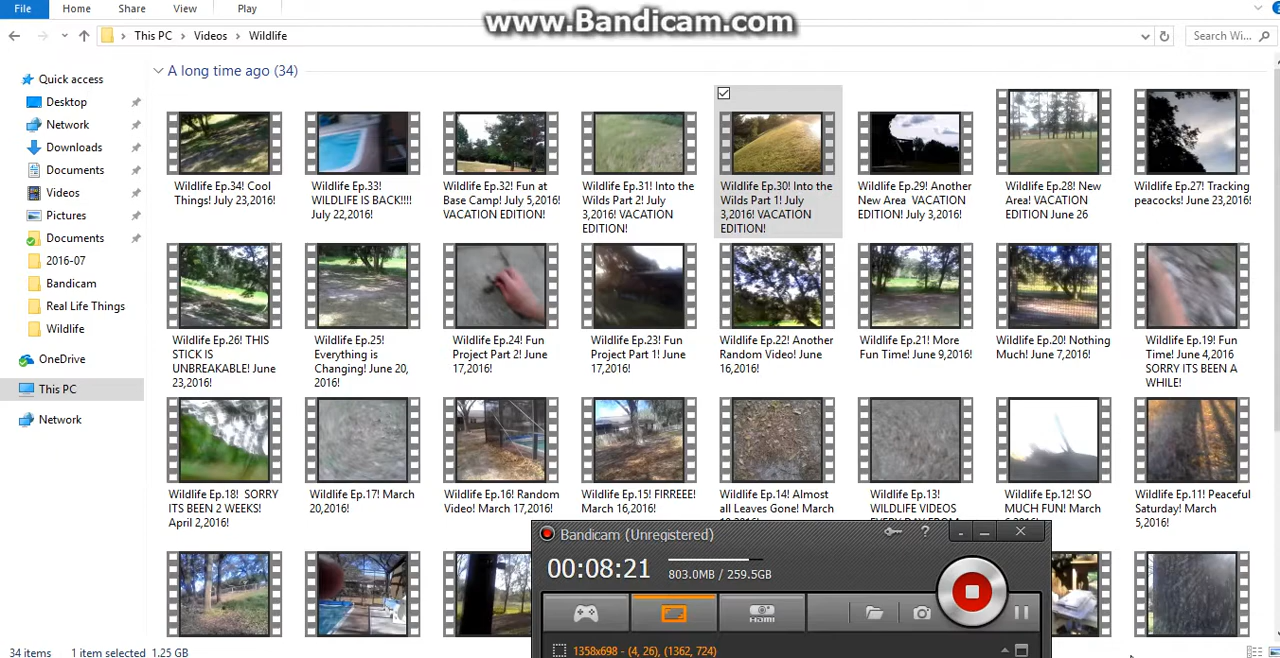 File Home Share View Play
www.Bandicam.com
This PC Videos Wildlife
Search Wi...
Quick access
Desktop
Network
Downloads
Documents
Videos
Pictures
Documents
2016-07
Bandicam
Real Life Things
Wildlife
OneDrive
This PC
Network
A long time ago (34)
Wildlife Ep.34! Cool
Things! July 23,2016!
Wildlife Ep.33!
WILDLIFE IS BACK!!!!
July 22,2016!
Wildlife Ep.32! Fun at
Base Camp! July 5,2016!
VACATION EDITION!
Wildlife Ep.31! Into the
Wilds Part 2! July
3,2016! VACATION
EDITION!
Wildlife Ep.30! Into the
Wilds Part 1! July
3,2016! VACATION
EDITION!
Wildlife Ep.29! Another
New Area VACATION
EDITION! July 3,2016!
Wildlife Ep.28! New
Area! VACATION
EDITION June 26
Wildlife Ep.27! Tracking
peacocks! June 23,2016!
Wildlife Ep.26! THIS
STICK IS
UNBREAKABLE! June
23,2016!
Wildlife Ep.25!
Everything is
Changing! June 20,
2016!
Wildlife Ep.24! Fun
Project Part 2! June
17,2016!
Wildlife Ep.23! Fun
Project Part 1! June
17,2016!
Wildlife Ep.22! Another
Random Video! June
16,2016!
Wildlife Ep.21! More
Fun Time! June 9,2016!
Wildlife Ep.20! Nothing
Much! June 7,2016!
Wildlife Ep.19! Fun
Time! June 4,2016
SORRY ITS BEEN A
WHILE!
Wildlife Ep.18! SORRY
ITS BEEN 2 WEEKS!
April 2,2016!
Wildlife Ep.17! March
20,2016!
Wildlife Ep.16! Random
Video! March 17,2016!
Wildlife Ep.15! FIRREEE!
March 16,2016!
Wildlife Ep.14! Almost
all Leaves Gone! March
Wildlife Ep.13!
WILDLIFE VIDEOS
EVERY DAY FROM
Wildlife Ep.12! SO
MUCH FUN! March
Wildlife Ep.11! Peaceful
Saturday! March
5,2016!
Bandicam (Unregistered)
00:08:21
803.0MB / 259.5GB
HDMI
1358x698 - (4, 26), (1362, 724)
34 items 1 item selected 1.25 GB